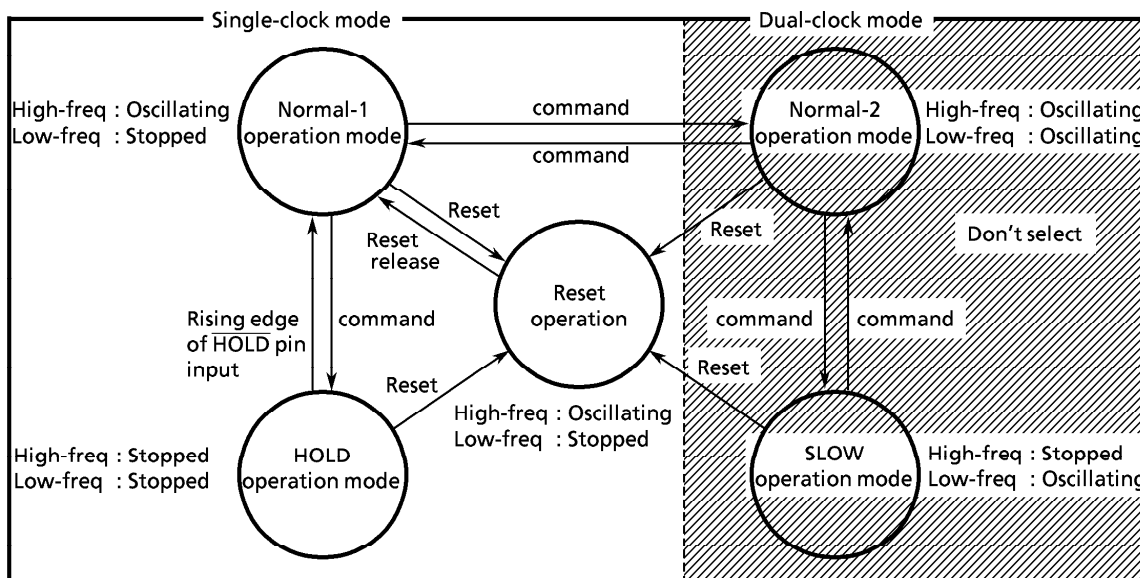 Single-clock mode
Dual-clock mode
High-freq : Oscillating
Low-freq : Stopped
Normal-1
operation mode
command
command
Normal-2
operation mode
High-freq : Oscillating
Low-freq : Oscillating
Reset
Reset
release
Reset
Don't select
Reset
operation
Rising edge
of HOLD pin
input
command
command
command
Reset
Reset
High-freq : Oscillating
Low-freq : Stopped
High-freq : Stopped
Low-freq : Stopped
HOLD
operation mode
SLOW
operation mode
High-freq : Stopped
Low-freq : Oscillating